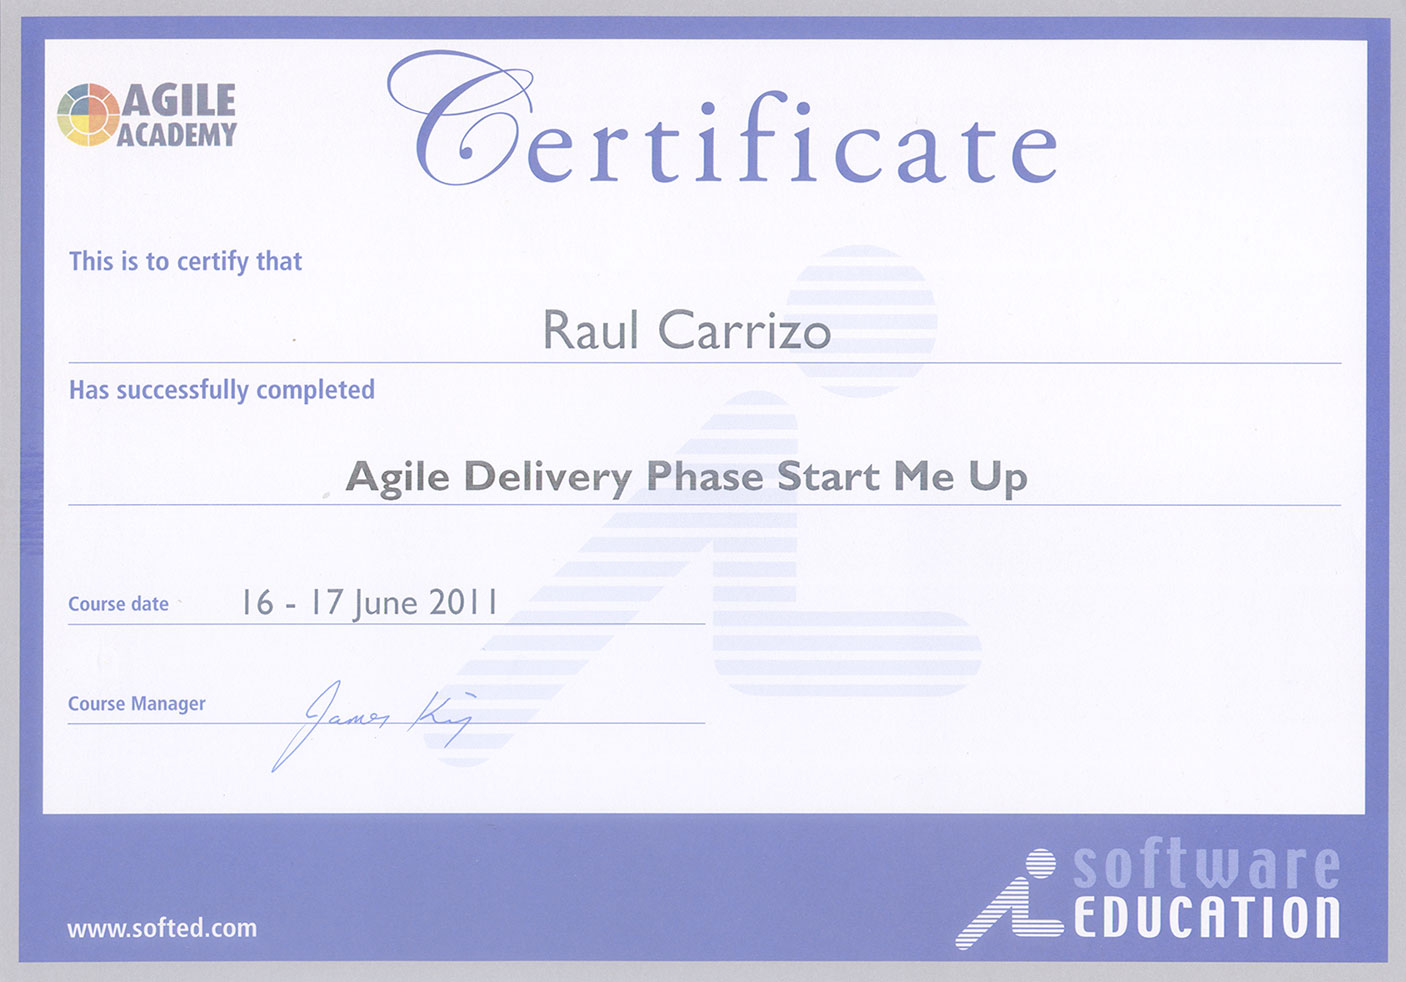 AGILE
ACADEMY
Certificate
This is to certify that
Raul Carrizo
Has successfully completed
Agile Delivery Phase Start Me Up
Course date 16 - 17 June 2011
Course Manager James King
www.softed.com
software
EDUCATION